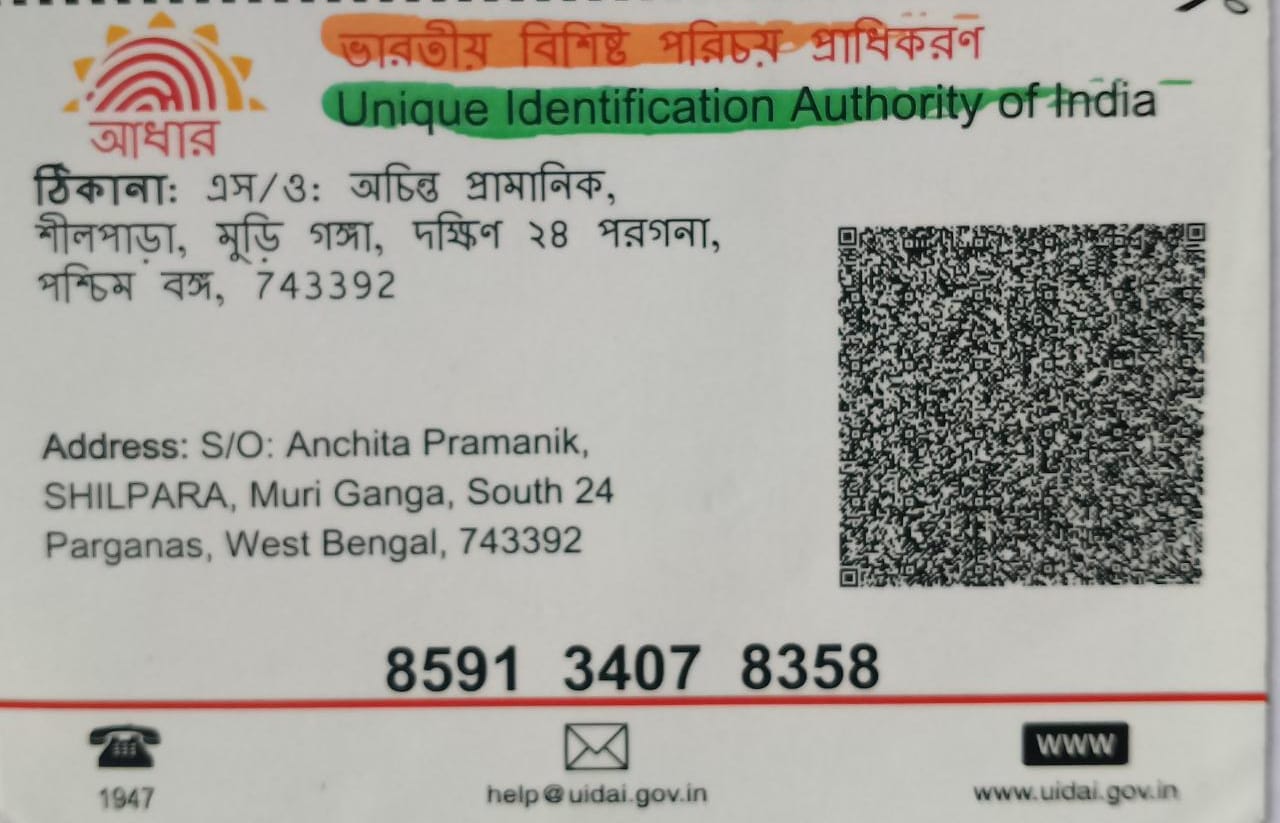 আধার
ভারতীয় বিশিষ্ট পরিচয় প্রাধিকরণ
Unique Identification Authority of India
ঠিকানা: এস/ও: অচিন্ত প্রামানিক,
শীলপাড়া, মুড়ি গঙ্গা, দক্ষিণ ২৪ পরগনা,
পশ্চিম বঙ্গ, 743392
Address: S/O: Anchita Pramanik,
SHILPARA, Muri Ganga, South 24
Parganas, West Bengal, 743392
8591 3407 8358
1947
help@uidai.gov.in
WWW
www.uidai.gov.in